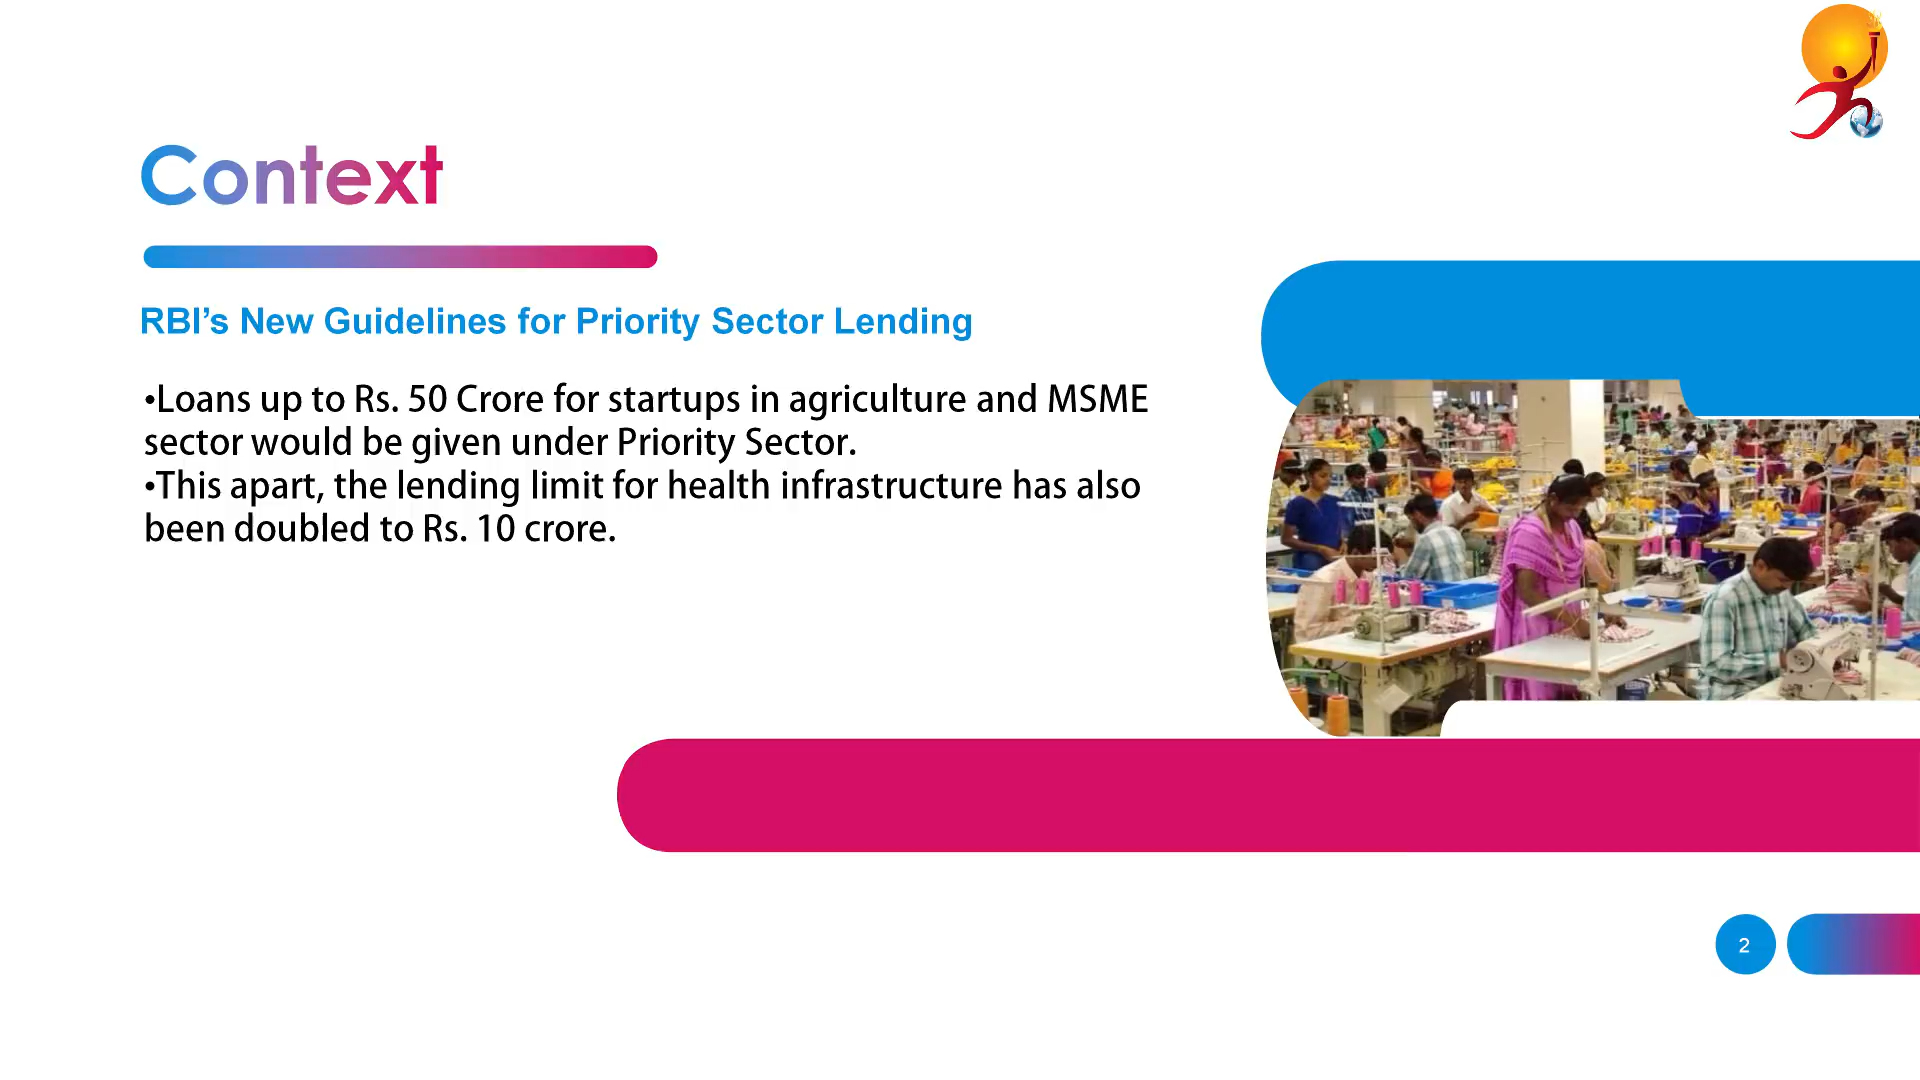 Context
RBI’s New Guidelines for Priority Sector Lending
•Loans up to Rs. 50 Crore for startups in agriculture and MSME
sector would be given under Priority Sector.
•This apart, the lending limit for health infrastructure has also
been doubled to Rs. 10 crore.
2